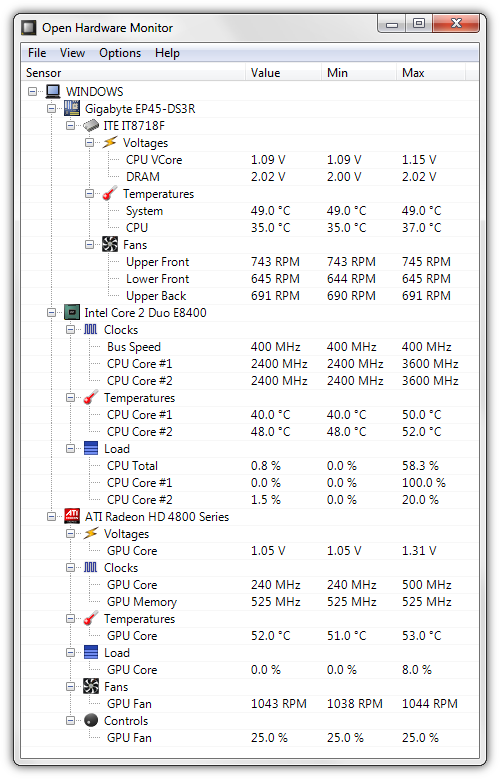 Open Hardware Monitor
File View Options Help
Sensor Value Min Max
WINDOWS
Gigabyte EP45-DS3R
ITE IT8718F
Voltages
CPU VCore 1.09 V 1.09 V 1.15 V
DRAM 2.02 V 2.00 V 2.02 V
Temperatures
System 49.0 °C 49.0 °C 49.0 °C
CPU 35.0 °C 35.0 °C 37.0 °C
Fans
Upper Front 743 RPM 743 RPM 745 RPM
Lower Front 645 RPM 644 RPM 645 RPM
Upper Back 691 RPM 690 RPM 691 RPM
Intel Core 2 Duo E8400
Clocks
Bus Speed 400 MHz 400 MHz 400 MHz
CPU Core #1 2400 MHz 2400 MHz 3600 MHz
CPU Core #2 2400 MHz 2400 MHz 3600 MHz
Temperatures
CPU Core #1 40.0 °C 40.0 °C 50.0 °C
CPU Core #2 48.0 °C 48.0 °C 52.0 °C
Load
CPU Total 0.8 % 0.0 % 58.3 %
CPU Core #1 0.0 % 0.0 % 100.0 %
CPU Core #2 1.5 % 0.0 % 20.0 %
ATI ATI Radeon HD 4800 Series
Voltages
GPU Core 1.05 V 1.05 V 1.31 V
Clocks
GPU Core 240 MHz 240 MHz 500 MHz
GPU Memory 525 MHz 525 MHz 525 MHz
Temperatures
GPU Core 52.0 °C 51.0 °C 53.0 °C
Load
GPU Core 0.0 % 0.0 % 8.0 %
Fans
GPU Fan 1043 RPM 1038 RPM 1044 RPM
Controls
GPU Fan 25.0 % 25.0 % 25.0 %